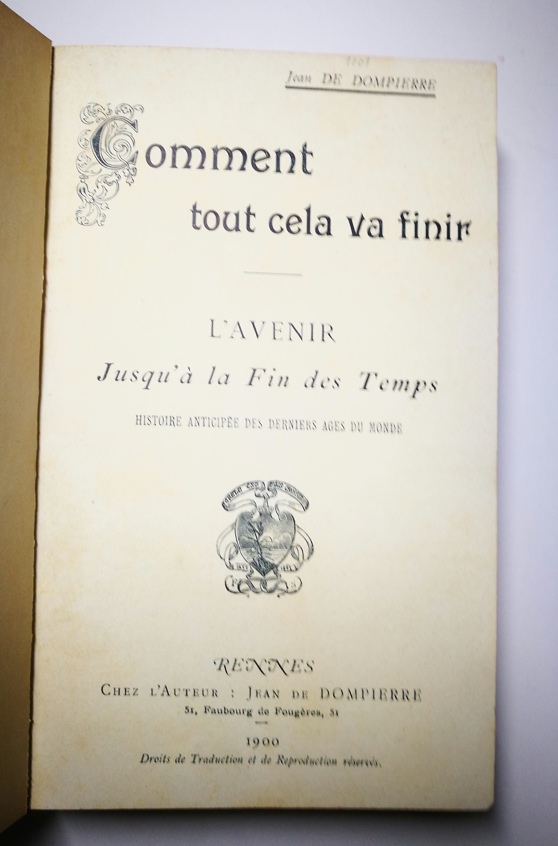 Jean DE DOMPIERRE
Comment
tout cela va finir
L'AVENIR
Jusqu'à la Fin des Temps
HISTOIRE ANTICIPÉE DES DERNIERS AGES DU MONDE
RENNES
CHEZ L'AUTEUR : JEAN DE DOMPIERRE
51, Faubourg de Fougères, 51
1900
Droits de Traduction et de Reproduction réservés.